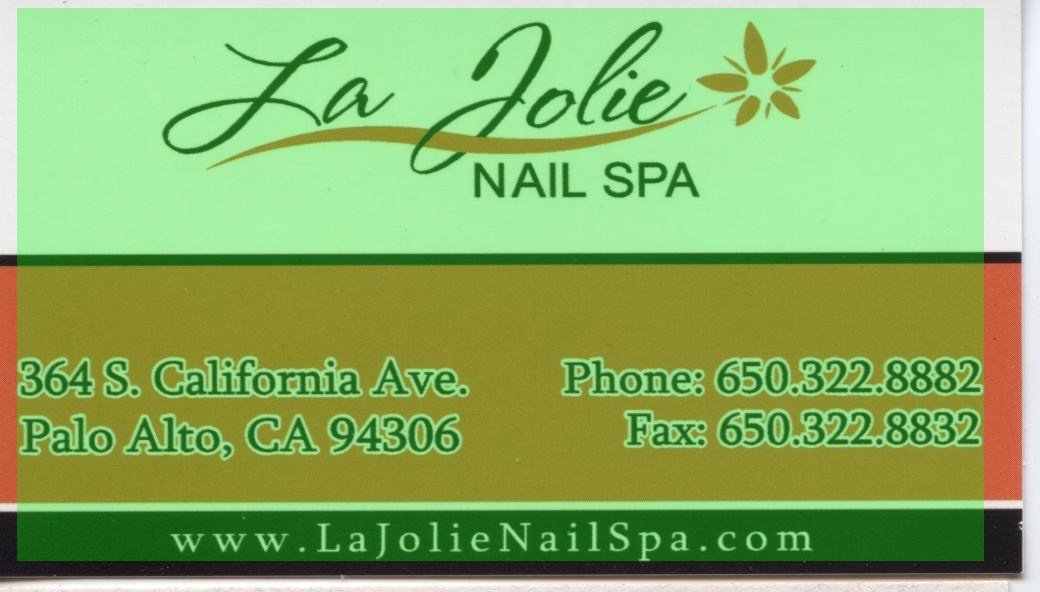 La Jolie
NAIL SPA
364 S. California Ave.
Palo Alto, CA 94306
Phone: 650.322.8882
Fax: 650.322.8832
www.LaJolieNailSpa.com